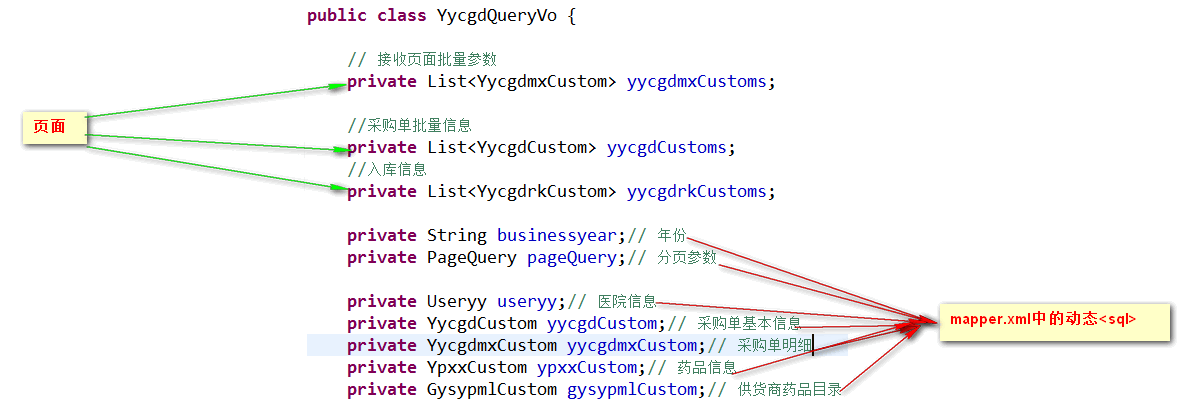 public class YycgdQueryVo {
// 接收页面批量参数
private List<YycgdmxCustom> yycgdmxCustoms;
页面
//采购单批量信息
private List<YycgdCustom> yycgdCustoms;
//入库信息
private List<YycgdrkCustom> yycgdrkCustoms;
private String businessyear;// 年份
private PageQuery pageQuery;// 分页参数
private Useryy useryy;// 医院信息
private YycgdCustom yycgdCustom;// 采购单基本信息
mapper.xml中的动态<sql>
private YycgdmxCustom yycgdmxCustom;// 采购单明细
private YpxxCustom ypxxCustom;// 药品信息
private GysypmlCustom gysypmlCustom;// 供货商药品目录